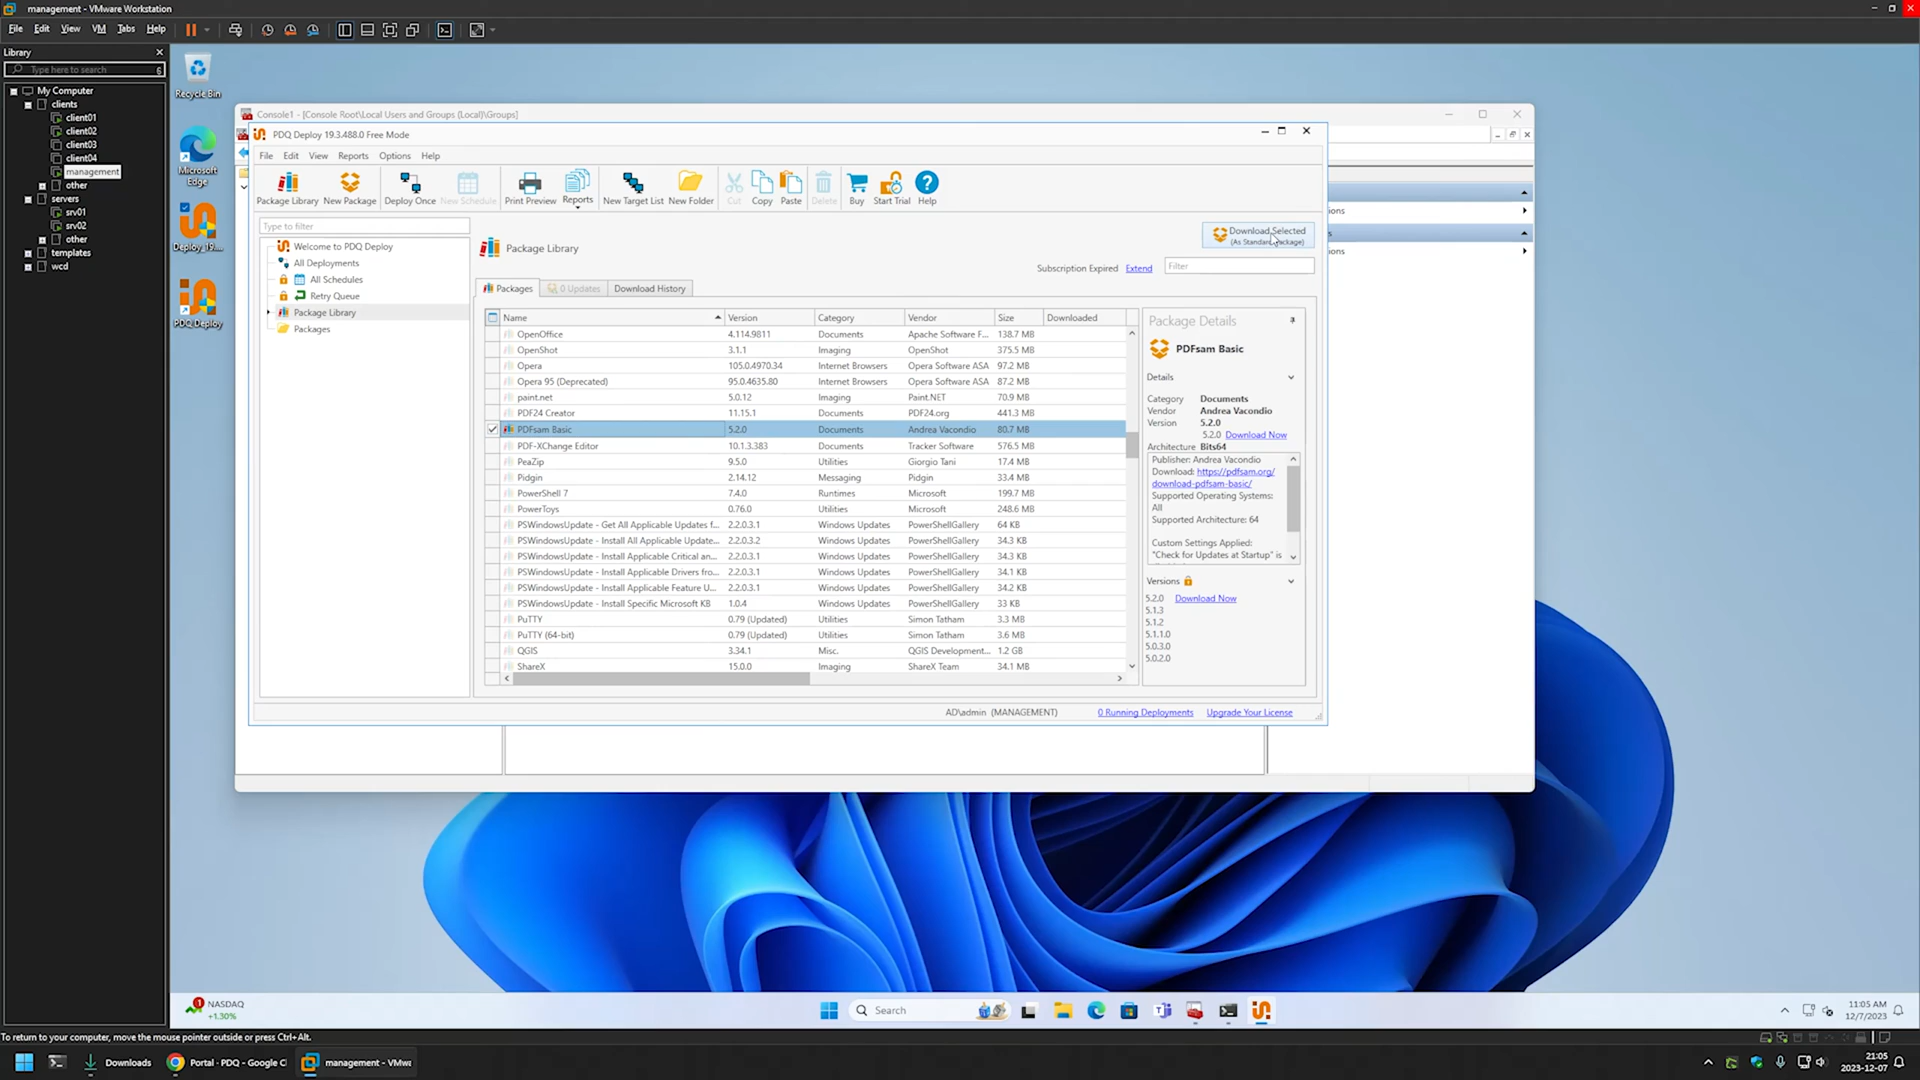 management - VMware Workstation
File Edit View VM Tabs Help
Library
Type here to search
My Computer
clients
client01
client02
client03
client04
management
other
servers
srv01
srv02
other
templates
wcd
Recycle Bin
Microsoft Edge
Deploy_19....
PDQ Deploy
Console1 - [Console Root\Local Users and Groups (Local)\Groups]
PDQ Deploy 19.3.488.0 Free Mode
File Edit View Reports Options Help
Package Library New Package Deploy Once New Schedule Print Preview Reports New Target List New Folder Cut Copy Paste Delete Buy Start Trial Help
Type to filter
Welcome to PDQ Deploy
All Deployments
All Schedules
Retry Queue
Package Library
Packages
Package Library
Download Selected
(As Standard Package)
Subscription Expired Extend Filter
Packages 0 Updates Download History
Name Version Category Vendor Size Downloaded
OpenOffice 4.114.9811 Documents Apache Software F... 138.7 MB
OpenShot 3.1.1 Imaging OpenShot 375.5 MB
Opera 105.0.4970.34 Internet Browsers Opera Software ASA 97.2 MB
Opera 95 (Deprecated) 95.0.4635.80 Internet Browsers Opera Software ASA 87.2 MB
paint.net 5.0.12 Imaging Paint.NET 70.9 MB
PDF24 Creator 11.15.1 Documents PDF24.org 441.3 MB
PDFsam Basic 5.2.0 Documents Andrea Vacondio 80.7 MB
PDF-XChange Editor 10.1.3.383 Documents Tracker Software 576.5 MB
PeaZip 9.5.0 Utilities Giorgio Tani 17.4 MB
Pidgin 2.14.12 Messaging Pidgin 33.4 MB
PowerShell 7 7.4.0 Runtimes Microsoft 199.7 MB
PowerToys 0.76.0 Utilities Microsoft 248.6 MB
PSWindowsUpdate - Get All Applicable Updates f... 2.2.0.3.1 Windows Updates PowerShellGallery 64 KB
PSWindowsUpdate - Install All Applicable Update... 2.2.0.3.2 Windows Updates PowerShellGallery 34.3 KB
PSWindowsUpdate - Install Applicable Critical an... 2.2.0.3.1 Windows Updates PowerShellGallery 34.3 KB
PSWindowsUpdate - Install Applicable Drivers fro... 2.2.0.3.1 Windows Updates PowerShellGallery 34.1 KB
PSWindowsUpdate - Install Applicable Feature U... 2.2.0.3.1 Windows Updates PowerShellGallery 34.2 KB
PSWindowsUpdate - Install Specific Microsoft KB 1.0.4 Windows Updates PowerShellGallery 33 KB
PuTTY 0.79 (Updated) Utilities Simon Tatham 3.3 MB
PuTTY (64-bit) 0.79 (Updated) Utilities Simon Tatham 3.6 MB
QGIS 3.34.1 Misc. QGIS Development... 1.2 GB
ShareX 15.0.0 Imaging ShareX Team 34.1 MB
Package Details
PDFsam Basic
Details
Category Documents
Vendor Andrea Vacondio
Version 5.2.0
5.2.0 Download Now
Architecture Bits64
Publisher: Andrea Vacondio
Download: https://pdfsam.org/
download-pdfsam-basic/
Supported Operating Systems:
All
Supported Architecture: 64
Custom Settings Applied:
"Check for Updates at Startup" is
Versions
5.2.0 Download Now
5.1.3
5.1.2
5.1.1.0
5.0.3.0
5.0.2.0
AD\admin (MANAGEMENT) 0 Running Deployments Upgrade Your License
ions
ions
NASDAQ
+1.30%
Search
11:05 AM
12/7/2023
To return to your computer, move the mouse pointer outside or press Ctrl+Alt.
Downloads Portal - PDQ - Google C management - VMwa
21:05
2023-12-07